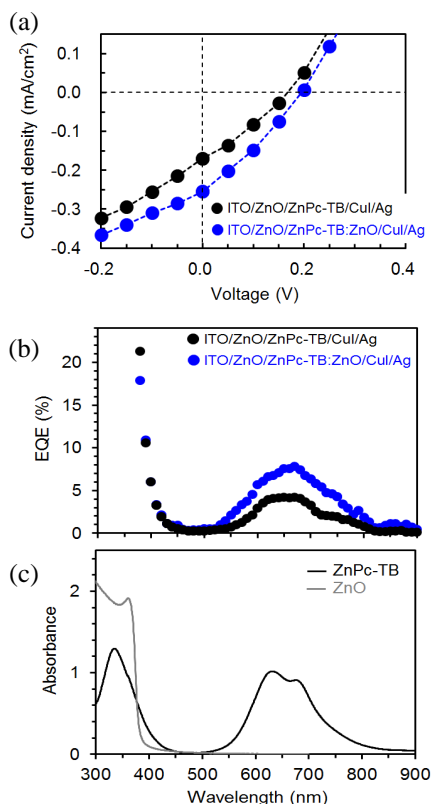 (a)
0.1
0.0
-0.1
-0.2
-0.3
-0.4
Current density (mA/cm2)
ITO/ZnO/ZnPc-TB/CuI/Ag
ITO/ZnO/ZnPc-TB:ZnO/CuI/Ag
-0.2
0.0
0.2
0.4
Voltage (V)
(b)
ITO/ZnO/ZnPc-TB/CuI/Ag
ITO/ZnO/ZnPc-TB:ZnO/CuI/Ag
20
15
10
5
0
EQE (%)
(c)
ZnPc-TB
ZnO
2
1
0
Absorbance
300 400 500 600 700 800 900
Wavelength (nm)